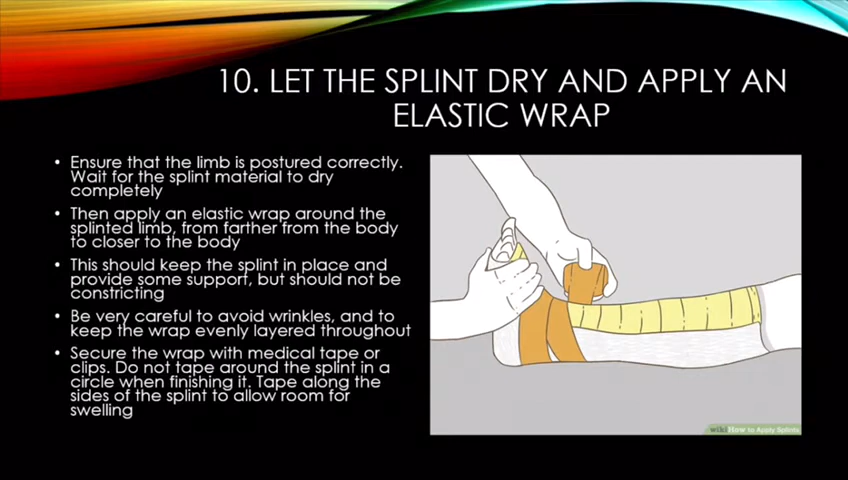 10. LET THE SPLINT DRY AND APPLY AN
ELASTIC WRAP
• Ensure that the limb is postured correctly.
Wait for the splint material to dry
completely
• Then apply an elastic wrap around the
splinted limb, from farther from the body
to closer to the body
• This should keep the splint in place and
provide some support, but should not be
constricting
• Be very careful to avoid wrinkles, and to
keep the wrap evenly layered throughout
• Secure the wrap with medical tape or
clips. Do not tape around the splint in a
circle when finishing it. Tape along the
sides of the splint to allow room for
swelling
wikiHow to Apply Splints